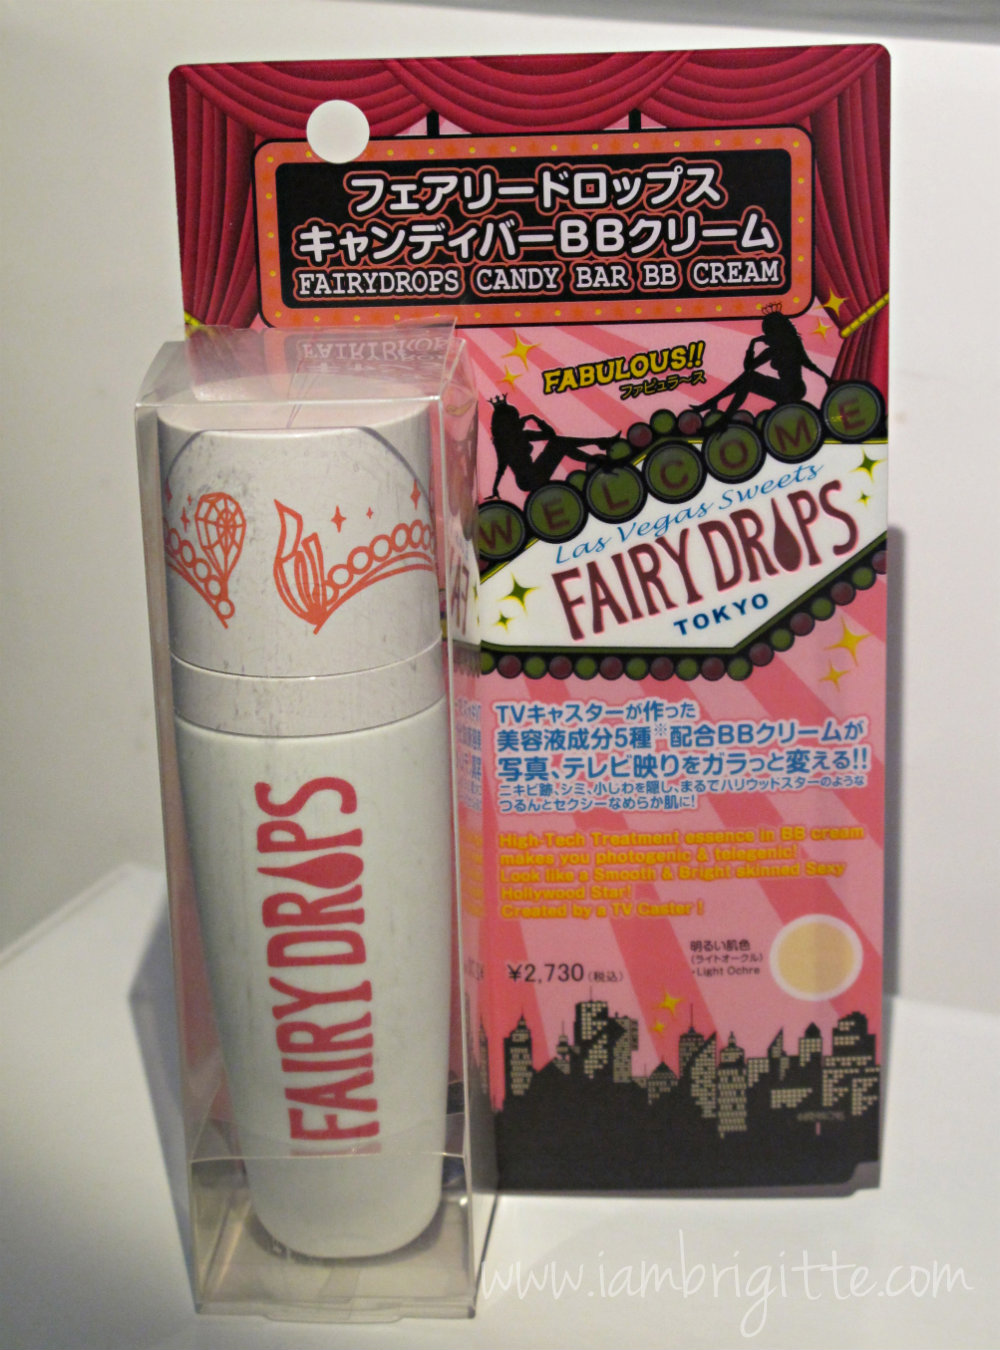 フェアリードロップス
キャンディバーBBクリーム
FAIRYDROPS CANDY BAR BB CREAM
FABULOUS!!
ファビュラ〜ス
WELCOME
Las Vegas Sweets
FAIRY DROPS
TOKYO
TVキャスターが作った
美容液成分5種※配合BBクリームが
写真、テレビ映りをガラっと変える!!
ニキビ跡、シミ、小じわを隠し、まるでハリウッドスターのような
つるんとセクシーなめらか肌に!
High-Tech Treatment essence in BB cream
makes you photogenic & telegenic!
Look like a Smooth & Bright skinned Sexy
Hollywood Star!
Created by a TV Caster !
明るい肌色
(ライトオークル)
・Light Ochre
¥2,730(税込)
FAIRY DROPS
www.iambrigitte.com